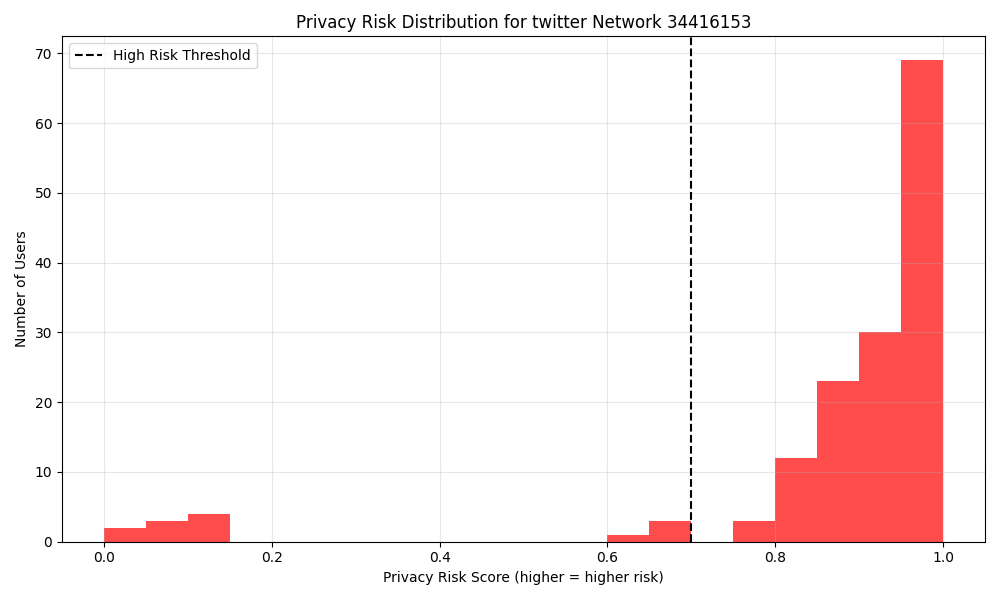 Privacy Risk Distribution for twitter Network 34416153
High Risk Threshold
Number of Users
70
60
50
40
30
20
10
0
0.0 0.2 0.4 0.6 0.8 1.0
Privacy Risk Score (higher = higher risk)